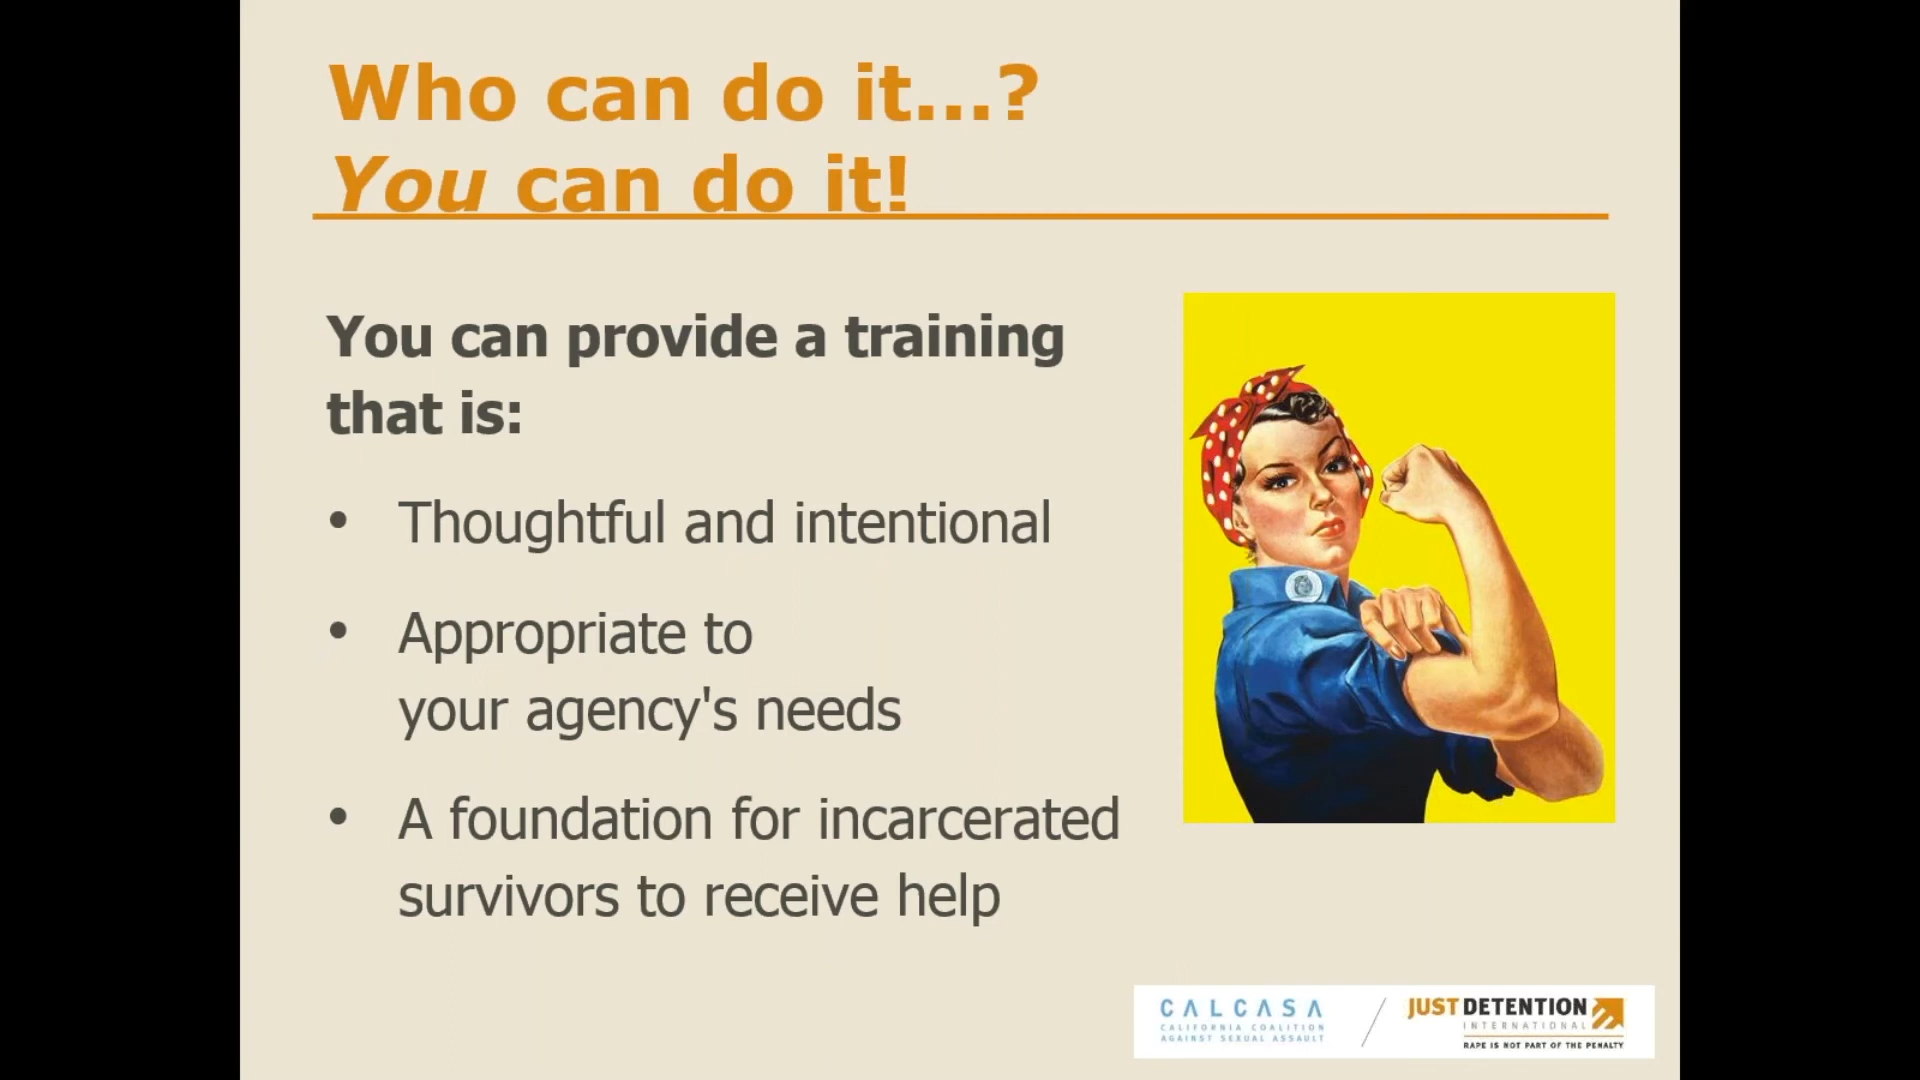 Who can do it...?
You can do it!
You can provide a training
that is:
• Thoughtful and intentional
• Appropriate to
your agency's needs
• A foundation for incarcerated
survivors to receive help
CALCASA
CALIFORNIA COALITION
AGAINST SEXUAL ASSAULT
JUST DETENTION
INTERNATIONAL
RAPE IS NOT PART OF THE PENALTY